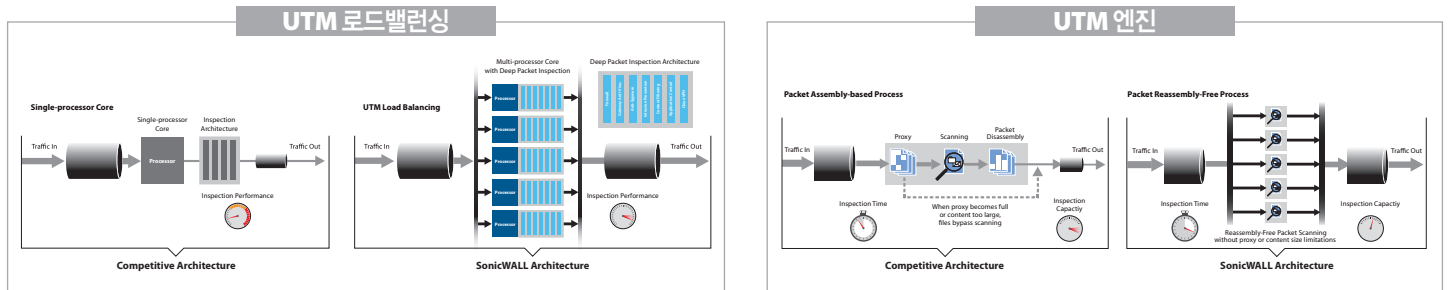 UTM 로드밸런싱
Single-processor Core
Single-processor
Core
Inspection
Architecture
Traffic In
Processor
Traffic Out
Inspection Performance
Competitive Architecture
UTM Load Balancing
Multi-processor Core
with Deep Packet Inspection
Deep Packet Inspection Architecture
Traffic In
Processor
Processor
Processor
Processor
Processor
Firewall
Traffic Out
Inspection Performance
SonicWALL Architecture
UTM 엔진
Packet Assembly-based Process
Traffic In
Proxy
Scanning
Packet
Disassembly
Traffic Out
Inspection Time
When proxy becomes full
or content too large,
files bypass scanning
Inspection
Capactiy
Competitive Architecture
Packet Reassembly-Free Process
Traffic In
Traffic Out
Inspection Time
Reassembly-Free Packet Scanning
without proxy or content size limitations
Inspection Capactiy
SonicWALL Architecture